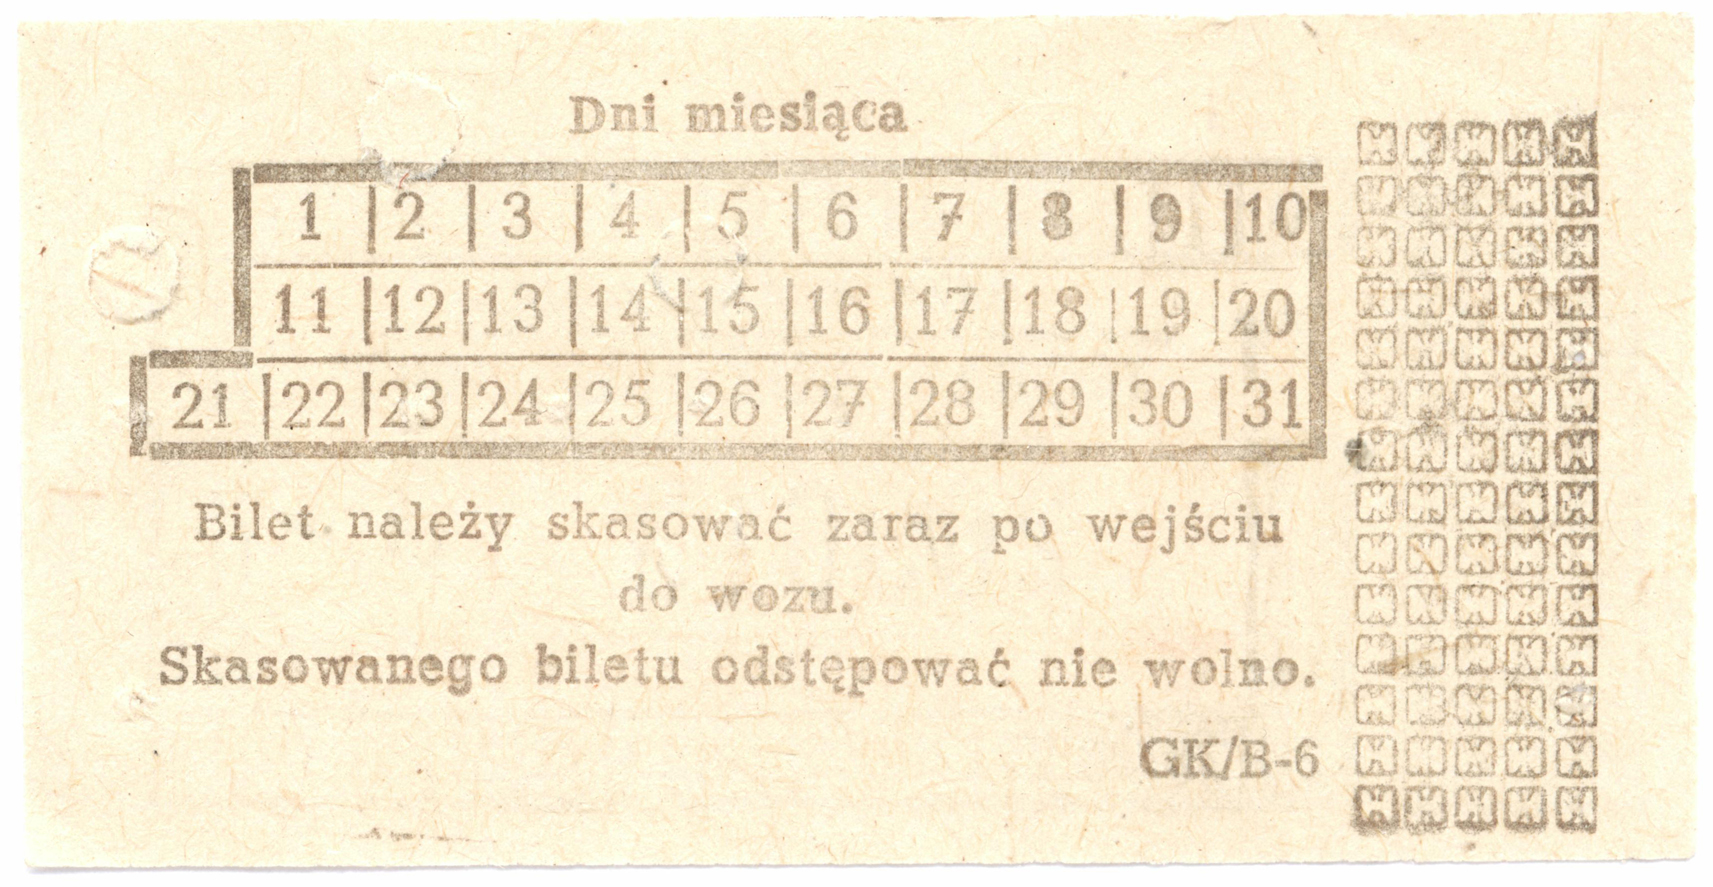 Dni miesiąca
1 |2 |3 |4 |5 |6 |7 |8 |9 |10
11 |12 |13 |14 |15 |16 |17 |18 |19 |20
21 |22 |23 |24 |25 |26 |27 |28 |29 |30 |31
Bilet należy skasować zaraz po wejściu
do wozu.
Skasowanego biletu odstępować nie wolno.
GK/B-6